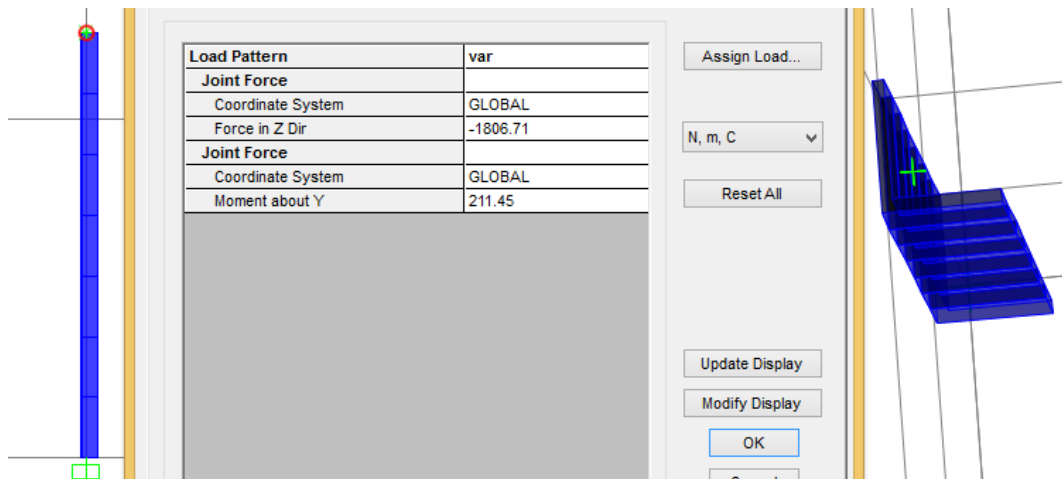 Load Pattern var
Joint Force
Coordinate System GLOBAL
Force in Z Dir -1806.71
Joint Force
Coordinate System GLOBAL
Moment about Y 211.45
Assign Load...
N, m, C
Reset All
Update Display
Modify Display
OK